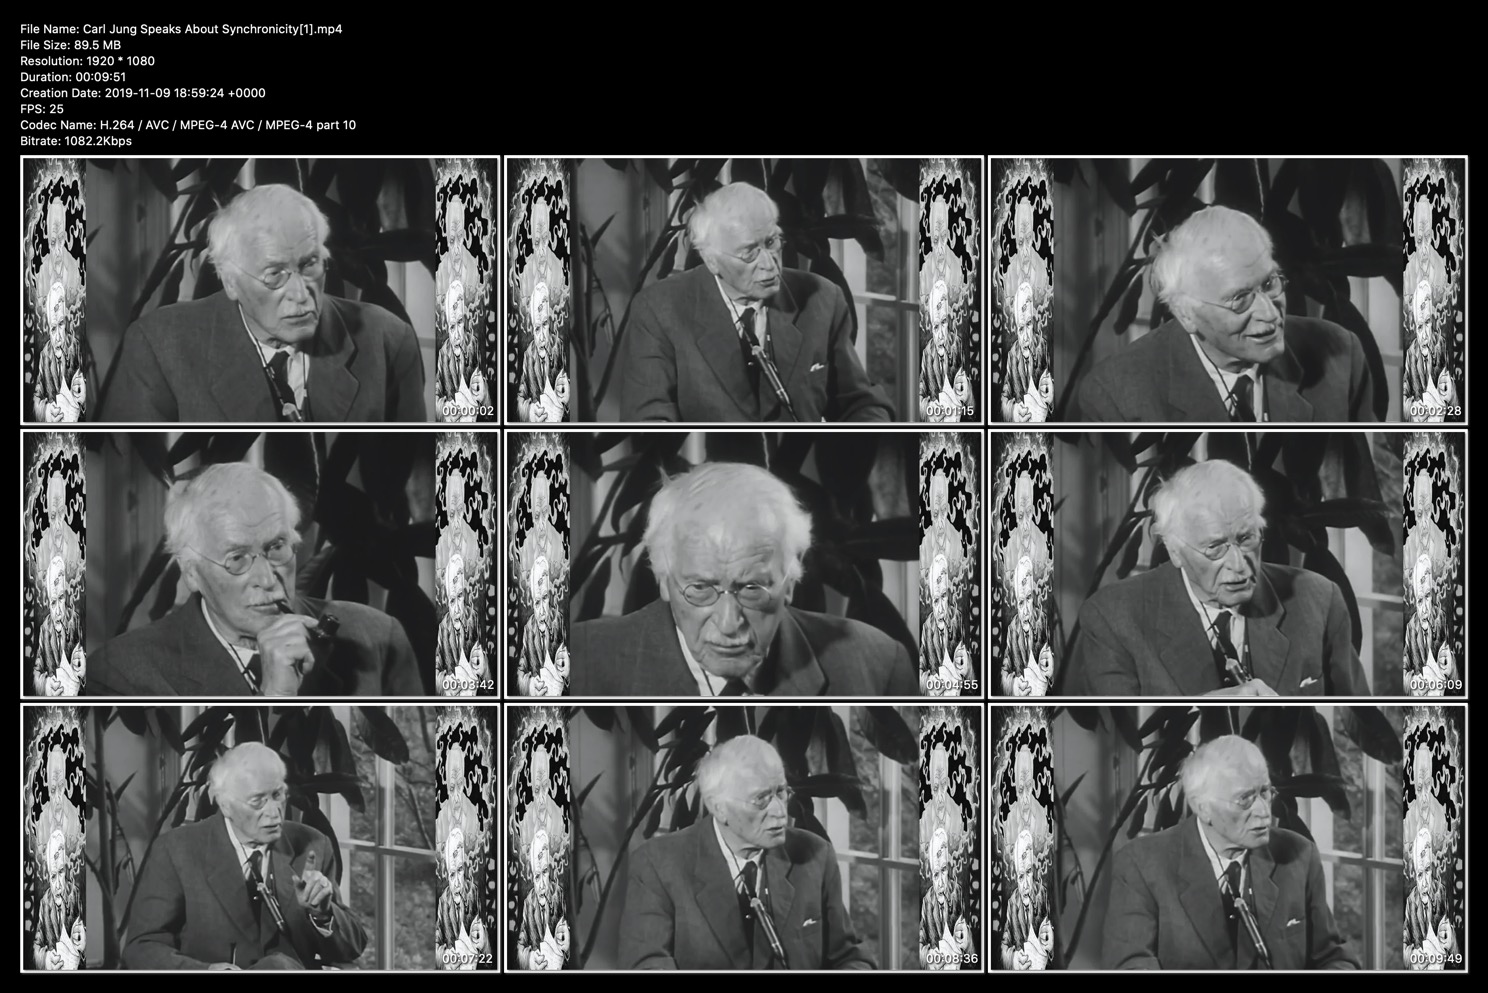 File Name: Carl Jung Speaks About Synchronicity[1].mp4
File Size: 89.5 MB
Resolution: 1920 * 1080
Duration: 00:09:51
Creation Date: 2019-11-09 18:59:24 +0000
FPS: 25
Codec Name: H.264 / AVC / MPEG-4 AVC / MPEG-4 part 10
Bitrate: 1082.2Kbps
00:00:02
00:01:15
00:02:28
00:03:42
00:04:55
00:06:09
00:07:22
00:08:36
00:09:49